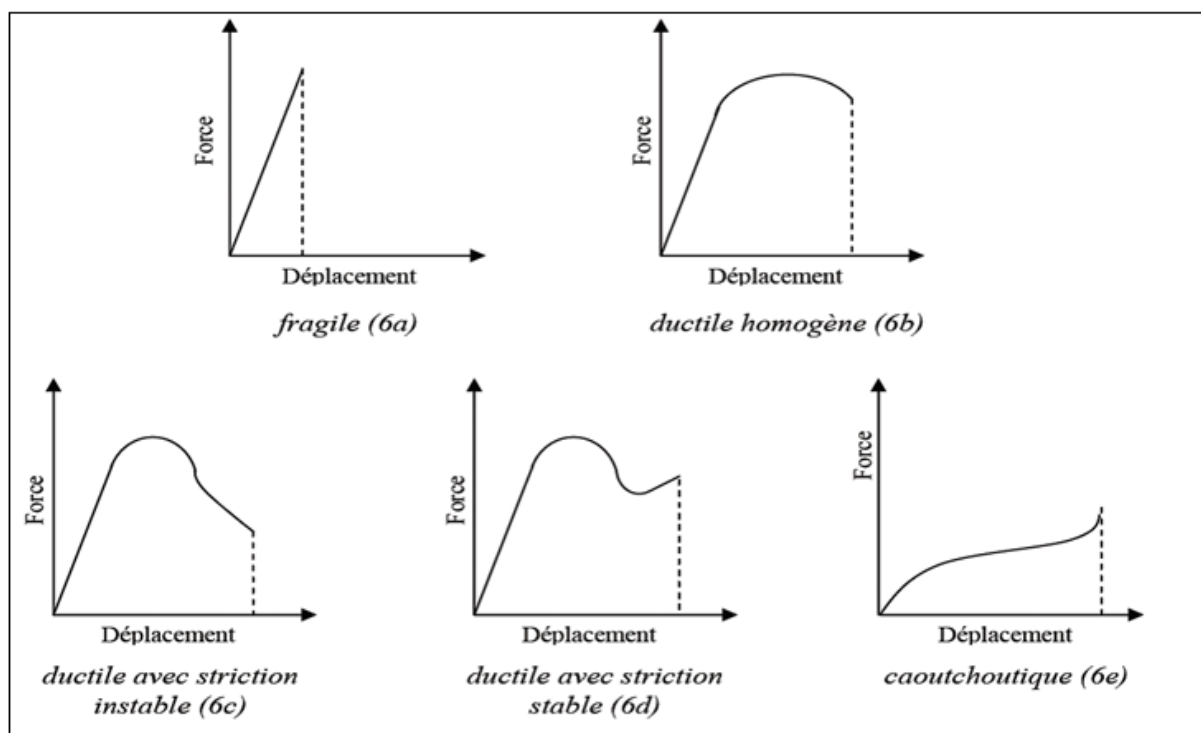 Force
Déplacement
fragile (6a)
Force
Déplacement
ductile homogène (6b)
Force
Déplacement
ductile avec striction
instable (6c)
Force
Déplacement
ductile avec striction
stable (6d)
Force
Déplacement
caoutchoutique (6e)